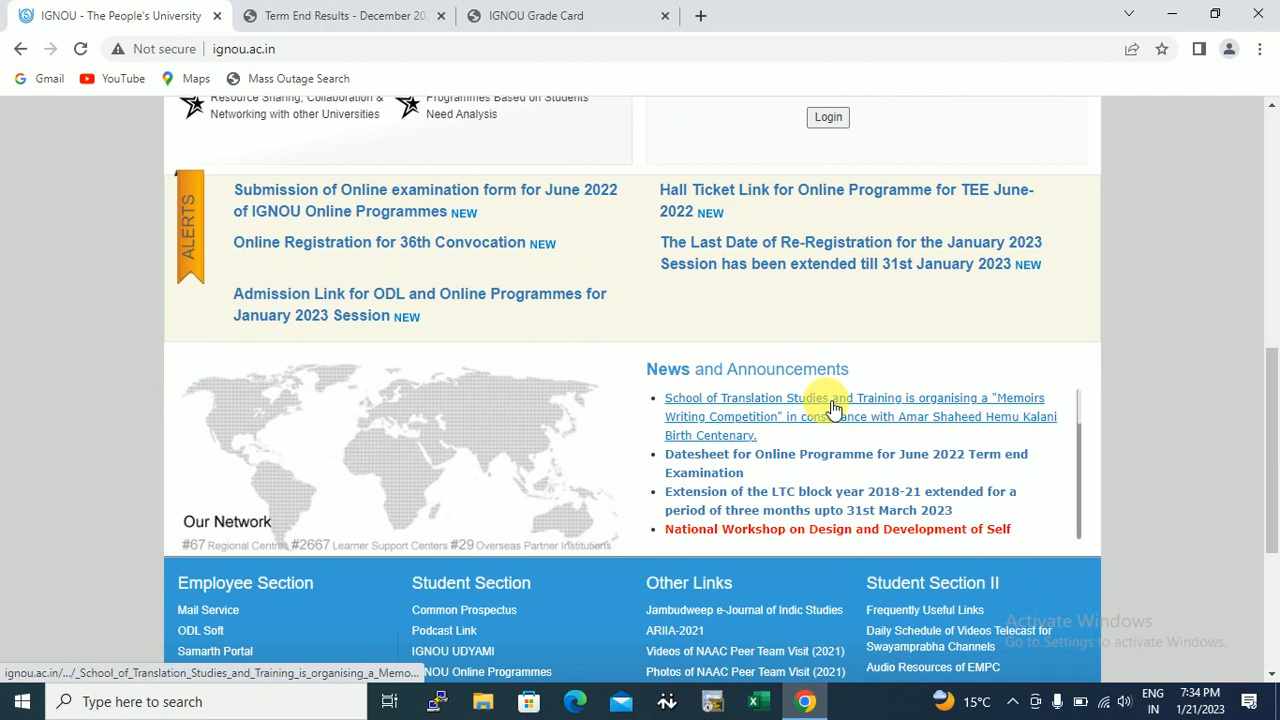 IGNOU - The People's University
Term End Results - December 20
IGNOU Grade Card
Not secure
ignou.ac.in
Gmail
YouTube
Maps
Mass Outage Search
Resource Sharing, Collaboration &
Networking with other Universities
Programmes Based on Students
Need Analysis
Login
ALERTS
Submission of Online examination form for June 2022
of IGNOU Online Programmes NEW
Online Registration for 36th Convocation NEW
Admission Link for ODL and Online Programmes for
January 2023 Session NEW
Hall Ticket Link for Online Programme for TEE June-
2022 NEW
The Last Date of Re-Registration for the January 2023
Session has been extended till 31st January 2023 NEW
Our Network
#67 Regional Centres #2667 Learner Support Centers #29 Overseas Partner Institutions
News and Announcements
School of Translation Studies and Training is organising a "Memoirs
Writing Competition" in consonance with Amar Shaheed Hemu Kalani
Birth Centenary.
Datesheet for Online Programme for June 2022 Term end
Examination
Extension of the LTC block year 2018-21 extended for a
period of three months upto 31st March 2023
National Workshop on Design and Development of Self
Employee Section
Mail Service
ODL Soft
Samarth Portal
Student Section
Common Prospectus
Podcast Link
IGNOU UDYAMI
IGNOU Online Programmes
Other Links
Jambudweep e-Journal of Indic Studies
ARIIA-2021
Videos of NAAC Peer Team Visit (2021)
Photos of NAAC Peer Team Visit (2021)
Student Section II
Frequently Useful Links
Daily Schedule of Videos Telecast for
Swayamprabha Channels
Audio Resources of EMPC
Activate Windows
Go to Settings to activate Windows.
ignou.ac.in/.../_School_of_Translation_Studies_and_Training_is_organising_a_Memo...
Type here to search
15°C
ENG
IN
7:34 PM
1/21/2023